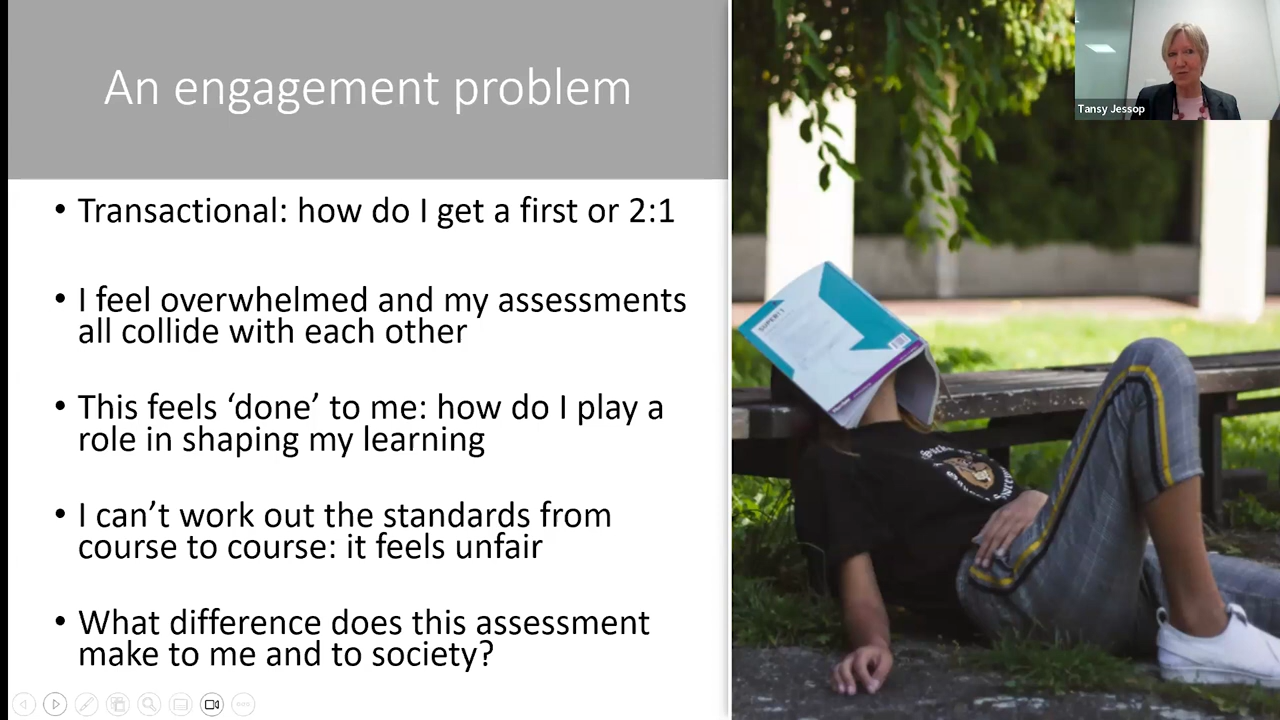 An engagement problem
• Transactional: how do I get a first or 2:1
• I feel overwhelmed and my assessments
all collide with each other
• This feels ‘done’ to me: how do I play a
role in shaping my learning
• I can’t work out the standards from
course to course: it feels unfair
• What difference does this assessment
make to me and to society?
Tansy Jessop